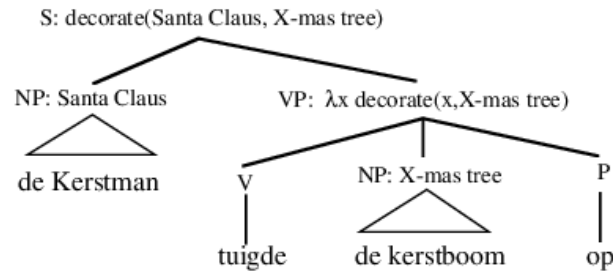 S: decorate(Santa Claus, X-mas tree)
NP: Santa Claus
VP: λx decorate(x,X-mas tree)
de Kerstman
V
NP: X-mas tree
P
tuigde
de kerstboom
op